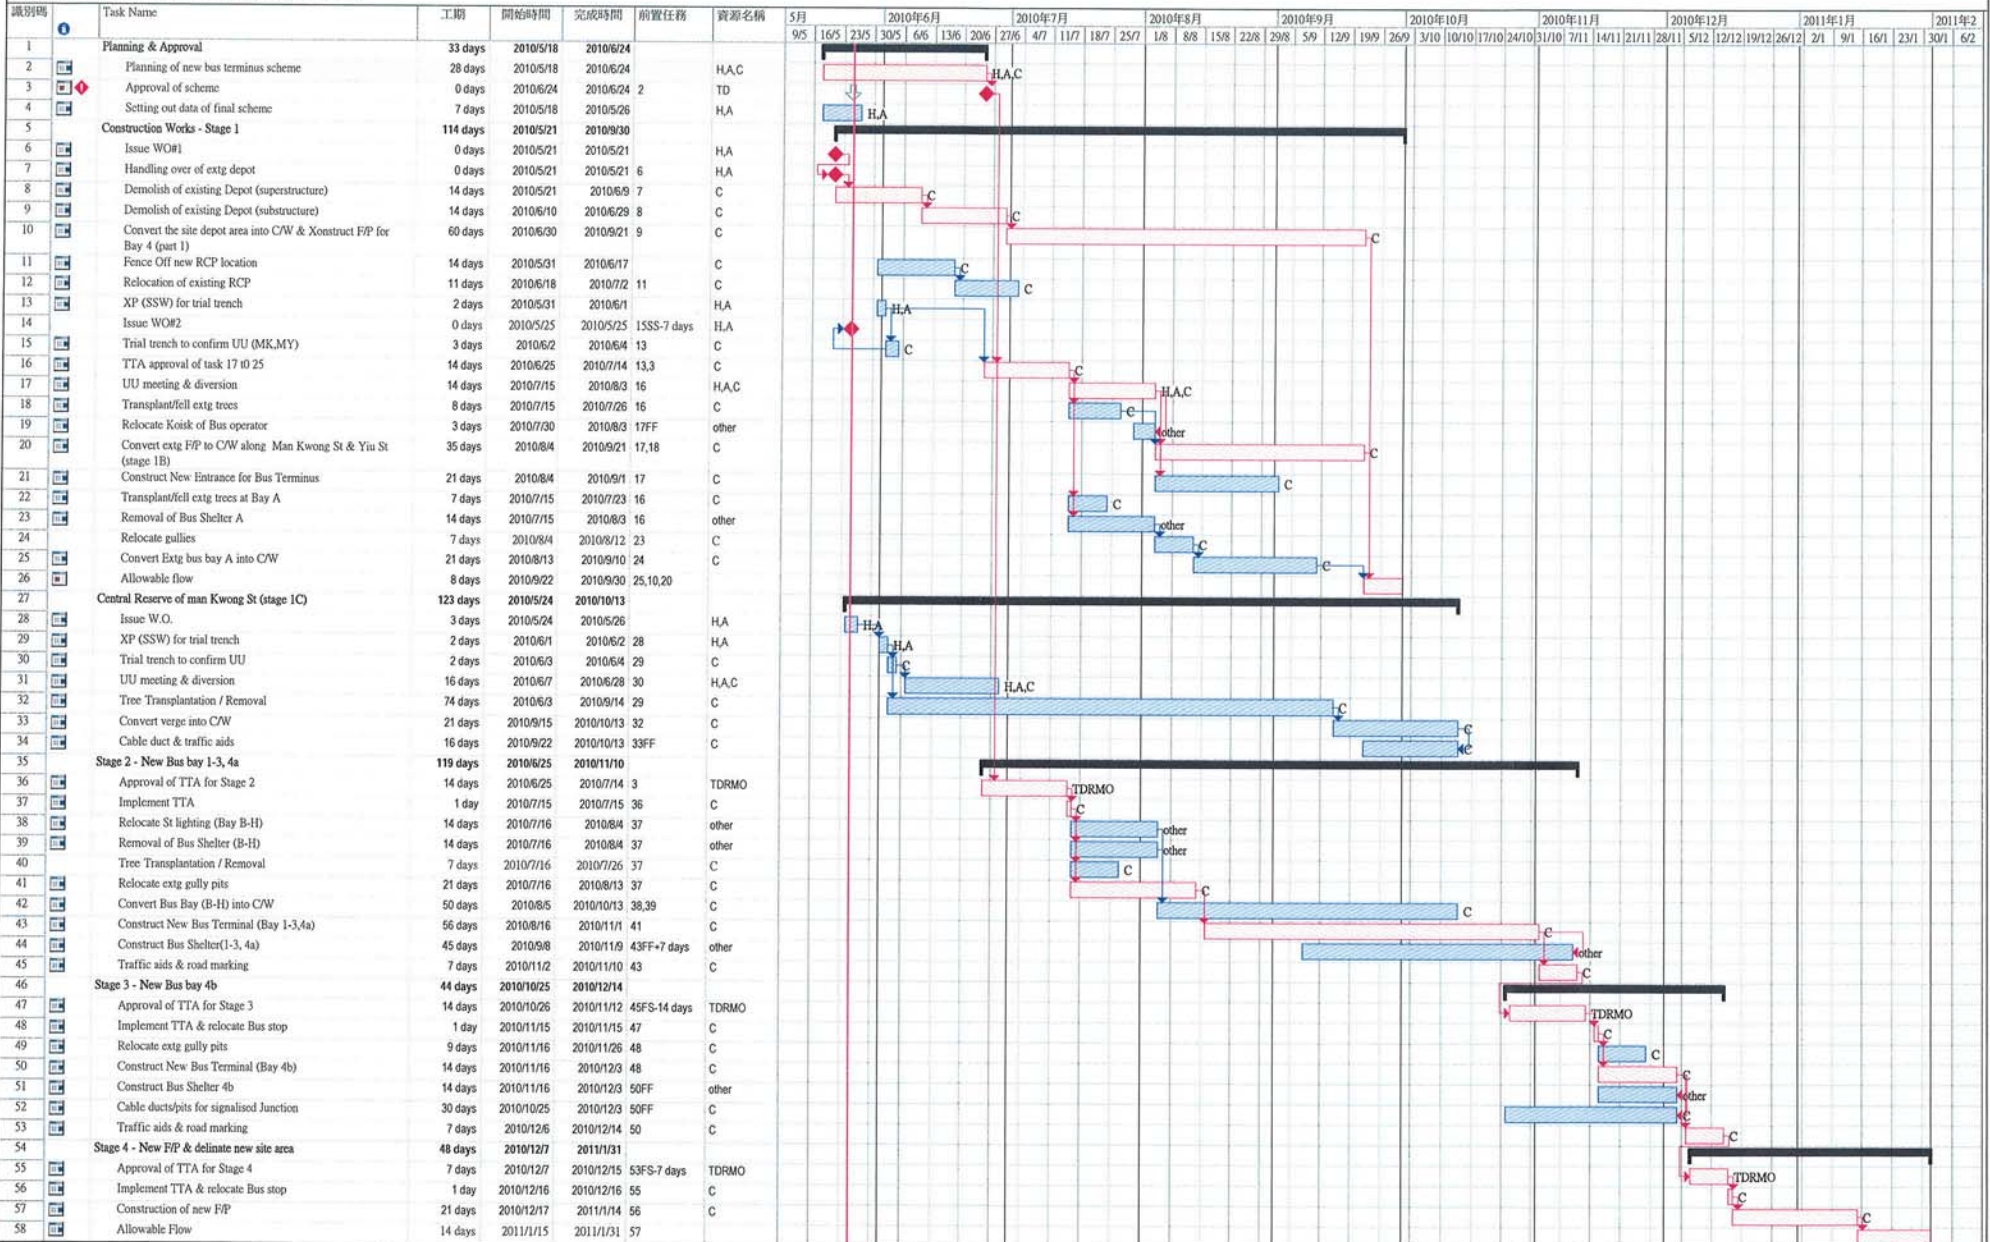 識別碼 Task Name 工期 開始時間 完成時間 前置任務 資源名稱
5月 2010年6月 2010年7月 2010年8月 2010年9月 2010年10月 2010年11月 2010年12月 2011年1月 2011年2
9/5 16/5 23/5 30/5 6/6 13/6 20/6 27/6 4/7 11/7 18/7 25/7 1/8 8/8 15/8 22/8 29/8 5/9 12/9 19/9 26/9 3/10 10/10 17/10 24/10 31/10 7/11 14/11 21/11 28/11 5/12 12/12 19/12 26/12 2/1 9/1 16/1 23/1 30/1 6/2
1 Planning & Approval 33 days 2010/5/18 2010/6/24
2 Planning of new bus terminus scheme 28 days 2010/5/18 2010/6/24 H,A,C H,A,C
3 Approval of scheme 0 days 2010/6/24 2010/6/24 2 TD
4 Setting out data of final scheme 7 days 2010/5/18 2010/5/26 H,A H,A
5 Construction Works - Stage 1 114 days 2010/5/21 2010/9/30
6 Issue WO#1 0 days 2010/5/21 2010/5/21 H,A
7 Handling over of extg depot 0 days 2010/5/21 2010/5/21 6 H,A
8 Demolish of existing Depot (superstructure) 14 days 2010/5/21 2010/6/9 7 C C
9 Demolish of existing Depot (substructure) 14 days 2010/6/10 2010/6/29 8 C C
10 Convert the site depot area into C/W & Xonstruct F/P for 60 days 2010/6/30 2010/9/21 9 C C
Bay 4 (part 1)
11 Fence Off new RCP location 14 days 2010/5/31 2010/6/17 C C
12 Relocation of existing RCP 11 days 2010/6/18 2010/7/2 11 C C
13 XP (SSW) for trial trench 2 days 2010/5/31 2010/6/1 H,A H,A
14 Issue WO#2 0 days 2010/5/25 2010/5/25 15SS-7 days H,A
15 Trial trench to confirm UU (MK,MY) 3 days 2010/6/2 2010/6/4 13 C C
16 TTA approval of task 17 t0 25 14 days 2010/6/25 2010/7/14 13,3 C C
17 UU meeting & diversion 14 days 2010/7/15 2010/8/3 16 H,A,C H,A,C
18 Transplant/fell extg trees 8 days 2010/7/15 2010/7/26 16 C C
19 Relocate Koisk of Bus operator 3 days 2010/7/30 2010/8/3 17FF other other
20 Convert extg F/P to C/W along Man Kwong St & Yiu St 35 days 2010/8/4 2010/9/21 17,18 C C
(stage 1B)
21 Construct New Entrance for Bus Terminus 21 days 2010/8/4 2010/9/1 17 C C
22 Transplant/fell extg trees at Bay A 7 days 2010/7/15 2010/7/23 16 C C
23 Removal of Bus Shelter A 14 days 2010/7/15 2010/8/3 16 other other
24 Relocate gullies 7 days 2010/8/4 2010/8/12 23 C C
25 Convert Extg bus bay A into C/W 21 days 2010/8/13 2010/9/10 24 C C
26 Allowable flow 8 days 2010/9/22 2010/9/30 25,10,20
27 Central Reserve of man Kwong St (stage 1C) 123 days 2010/5/24 2010/10/13
28 Issue W.O. 3 days 2010/5/24 2010/5/26 H,A H,A
29 XP (SSW) for trial trench 2 days 2010/6/1 2010/6/2 28 H,A H,A
30 Trial trench to confirm UU 2 days 2010/6/3 2010/6/4 29 C C
31 UU meeting & diversion 16 days 2010/6/7 2010/6/28 30 H,A,C H,A,C
32 Tree Transplantation / Removal 74 days 2010/6/3 2010/9/14 29 C C
33 Convert verge into C/W 21 days 2010/9/15 2010/10/13 32 C C
34 Cable duct & traffic aids 16 days 2010/9/22 2010/10/13 33FF C C
35 Stage 2 - New Bus bay 1-3, 4a 119 days 2010/6/25 2010/11/10
36 Approval of TTA for Stage 2 14 days 2010/6/25 2010/7/14 3 TDRMO TDRMO
37 Implement TTA 1 day 2010/7/15 2010/7/15 36 C C
38 Relocate St lighting (Bay B-H) 14 days 2010/7/16 2010/8/4 37 other other
39 Removal of Bus Shelter (B-H) 14 days 2010/7/16 2010/8/4 37 other other
40 Tree Transplantation / Removal 7 days 2010/7/16 2010/7/26 37 C C
41 Relocate extg gully pits 21 days 2010/7/16 2010/8/13 37 C C
42 Convert Bus Bay (B-H) into C/W 50 days 2010/8/5 2010/10/13 38,39 C C
43 Construct New Bus Terminal (Bay 1-3,4a) 56 days 2010/8/16 2010/11/1 41 C C
44 Construct Bus Shelter(1-3, 4a) 45 days 2010/9/8 2010/11/9 43FF+7 days other other
45 Traffic aids & road marking 7 days 2010/11/2 2010/11/10 43 C C
46 Stage 3 - New Bus bay 4b 44 days 2010/10/25 2010/12/14
47 Approval of TTA for Stage 3 14 days 2010/10/26 2010/11/12 45FS-14 days TDRMO TDRMO
48 Implement TTA & relocate Bus stop 1 day 2010/11/15 2010/11/15 47 C C
49 Relocate extg gully pits 9 days 2010/11/16 2010/11/26 48 C C
50 Construct New Bus Terminal (Bay 4b) 14 days 2010/11/16 2010/12/3 48 C C
51 Construct Bus Shelter 4b 14 days 2010/11/16 2010/12/3 50FF other other
52 Cable ducts/pits for signalised Junction 30 days 2010/10/25 2010/12/3 50FF C C
53 Traffic aids & road marking 7 days 2010/12/6 2010/12/14 50 C C
54 Stage 4 - New F/P & delinate new site area 48 days 2010/12/7 2011/1/31
55 Approval of TTA for Stage 4 7 days 2010/12/7 2010/12/15 53FS-7 days TDRMO TDRMO
56 Implement TTA & relocate Bus stop 1 day 2010/12/16 2010/12/16 55 C C
57 Construction of new F/P 21 days 2010/12/17 2011/1/14 56 C C
58 Allowable Flow 14 days 2011/1/15 2011/1/31 57